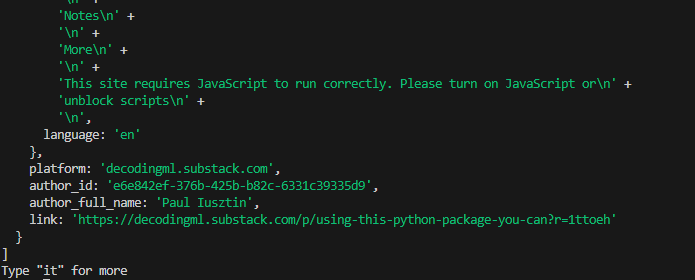 '\n' +
'Notes\n' +
'\n' +
'More\n' +
'\n' +
'This site requires JavaScript to run correctly. Please turn on JavaScript or\n' +
'unblock scripts\n' +
'\n',
language: 'en'
},
platform: 'decodingml.substack.com',
author_id: 'e6e842ef-376b-425b-b82c-6331c39335d9',
author_full_name: 'Paul Iusztin',
link: 'https://decodingml.substack.com/p/using-this-python-package-you-can?r=1ttoeh'
}
]
Type "it" for more